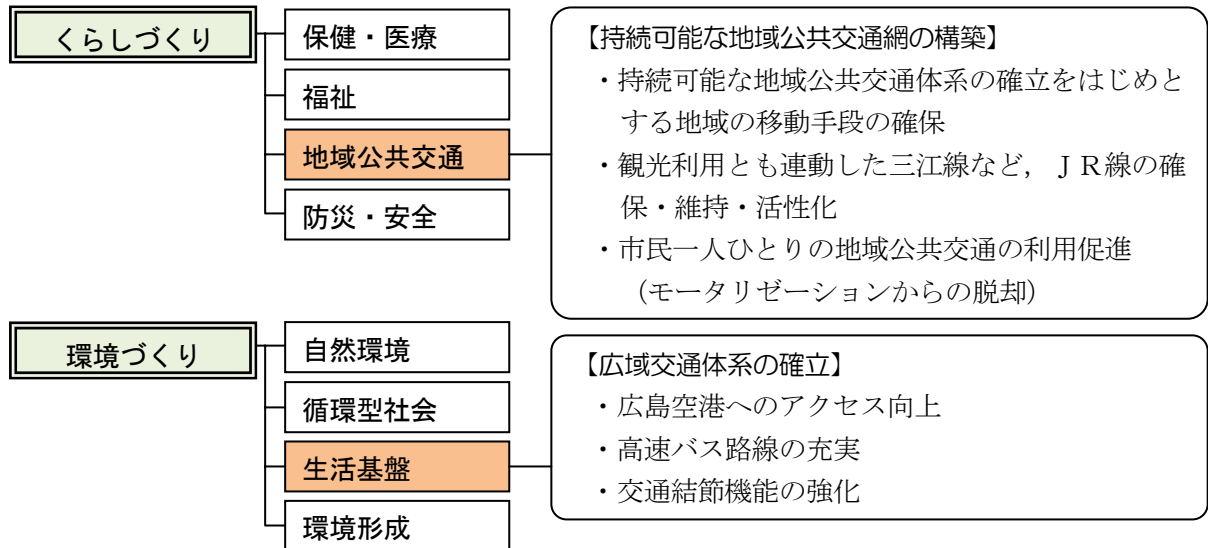 くらしづくり
保健・医療
福祉
地域公共交通
防災・安全
【持続可能な地域公共交通網の構築】
・持続可能な地域公共交通体系の確立をはじめと
する地域の移動手段の確保
・観光利用とも連動した三江線など，ＪＲ線の確
保・維持・活性化
・市民一人ひとりの地域公共交通の利用促進
（モータリゼーションからの脱却）
環境づくり
自然環境
循環型社会
生活基盤
環境形成
【広域交通体系の確立】
・広島空港へのアクセス向上
・高速バス路線の充実
・交通結節機能の強化